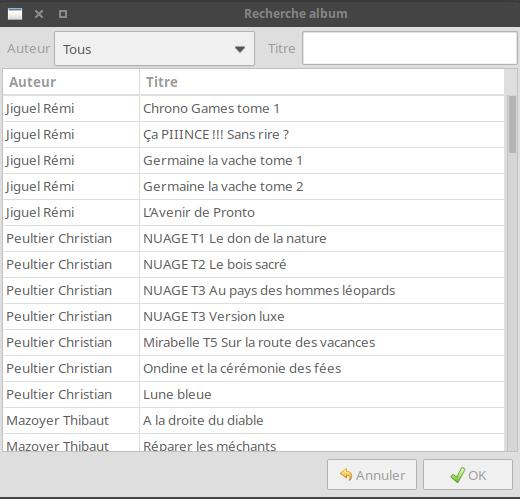 Recherche album
Auteur Tous Titre
Auteur Titre
Jiguel Rémi Chrono Games tome 1
Jiguel Rémi Ça PIIINCE !!! Sans rire ?
Jiguel Rémi Germaine la vache tome 1
Jiguel Rémi Germaine la vache tome 2
Jiguel Rémi L'Avenir de Pronto
Peultier Christian NUAGE T1 Le don de la nature
Peultier Christian NUAGE T2 Le bois sacré
Peultier Christian NUAGE T3 Au pays des hommes léopards
Peultier Christian NUAGE T3 Version luxe
Peultier Christian Mirabelle T5 Sur la route des vacances
Peultier Christian Ondine et la cérémonie des fées
Peultier Christian Lune bleue
Mazoyer Thibaut A la droite du diable
Mazoyer Thibaut Réparer les méchants
Annuler OK